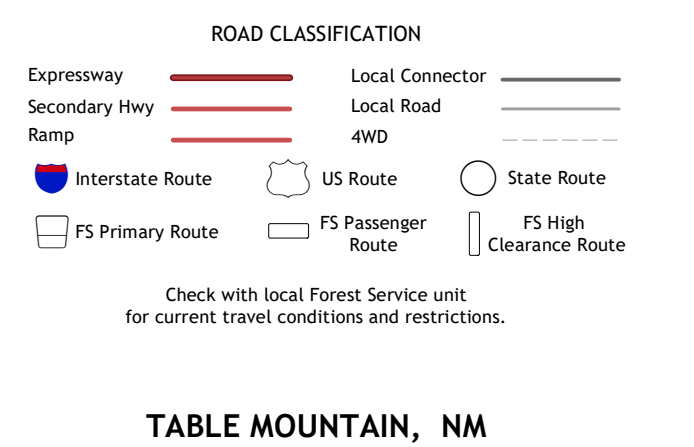 ROAD CLASSIFICATION
Expressway
Local Connector
Secondary Hwy
Local Road
Ramp
4WD
Interstate Route
US Route
State Route
FS Primary Route
FS Passenger
Route
FS High
Clearance Route
Check with local Forest Service unit
for current travel conditions and restrictions.
TABLE MOUNTAIN, NM